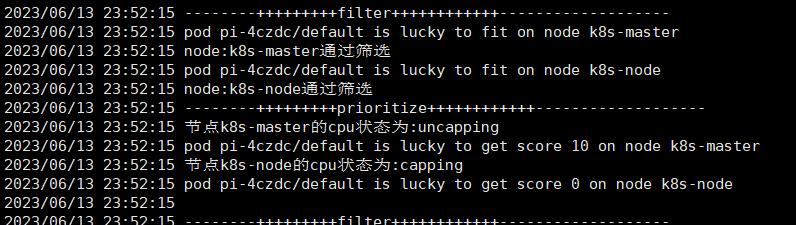 2023/06/13 23:52:15 --------+++++++++filter++++++++++++-------------------
2023/06/13 23:52:15 pod pi-4czdc/default is lucky to fit on node k8s-master
2023/06/13 23:52:15 node:k8s-master通过筛选
2023/06/13 23:52:15 pod pi-4czdc/default is lucky to fit on node k8s-node
2023/06/13 23:52:15 node:k8s-node通过筛选
2023/06/13 23:52:15 --------+++++++++prioritize++++++++++++-------------------
2023/06/13 23:52:15 节点k8s-master的cpu状态为:uncapping
2023/06/13 23:52:15 pod pi-4czdc/default is lucky to get score 10 on node k8s-master
2023/06/13 23:52:15 节点k8s-node的cpu状态为:capping
2023/06/13 23:52:15 pod pi-4czdc/default is lucky to get score 0 on node k8s-node
2023/06/13 23:52:15
2023/06/13 23:52:15 --------+++++++++filter++++++++++++-------------------